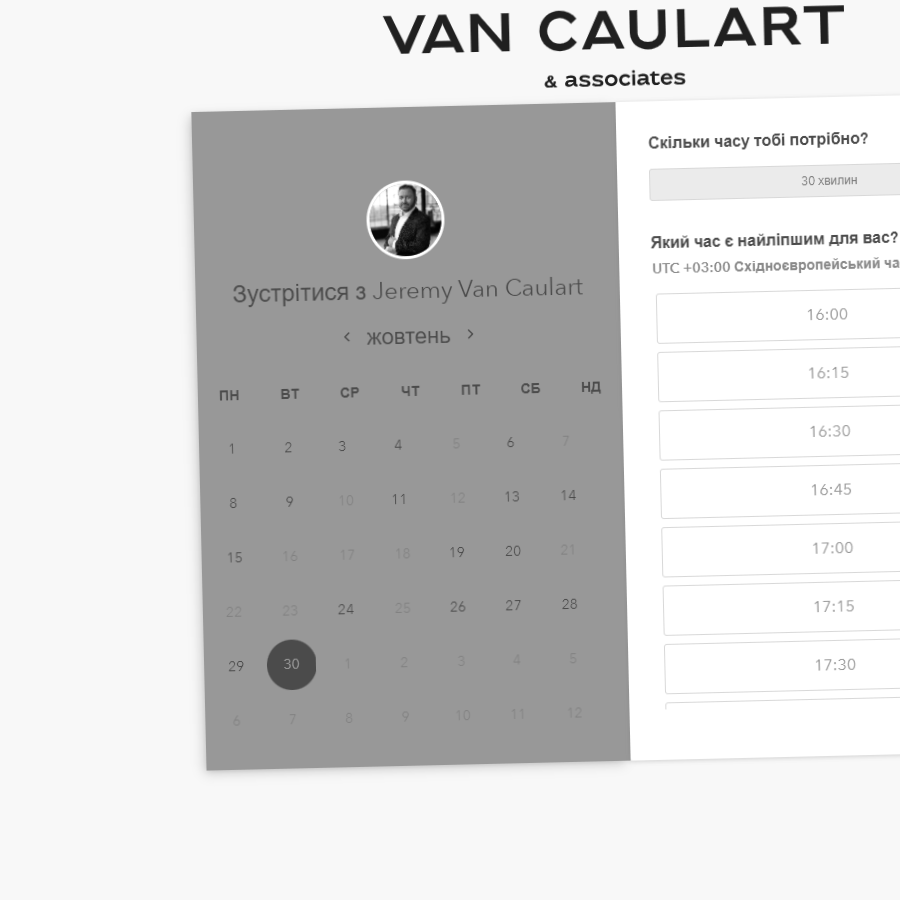 VAN CAULART
& associates
Зустрітися з Jeremy Van Caulart
жовтень
ПН ВТ СР ЧТ ПТ СБ НД
1 2 3 4 5 6 7
8 9 10 11 12 13 14
15 16 17 18 19 20 21
22 23 24 25 26 27 28
29 30 1 2 3 4 5
6 7 8 9 10 11 12
Скільки часу тобі потрібно?
30 хвилин
Який час є найліпшим для вас?
UTC +03:00 Східноєвропейський
16:00
16:15
16:30
16:45
17:00
17:15
17:30